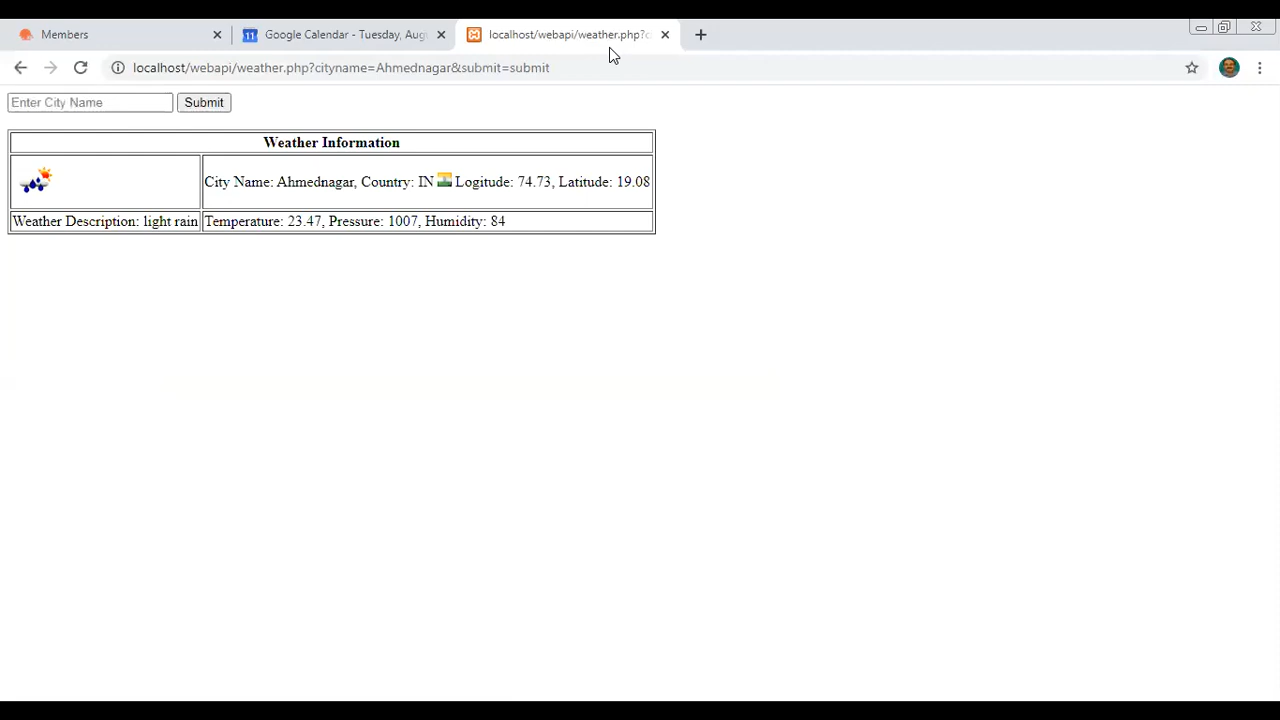 Members
Google Calendar - Tuesday, Aug
localhost/webapi/weather.php?c
localhost/webapi/weather.php?cityname=Ahmednagar&submit=submit
Enter City Name Submit
Weather Information
City Name: Ahmednagar, Country: IN Logitude: 74.73, Latitude: 19.08
Weather Description: light rain Temperature: 23.47, Pressure: 1007, Humidity: 84